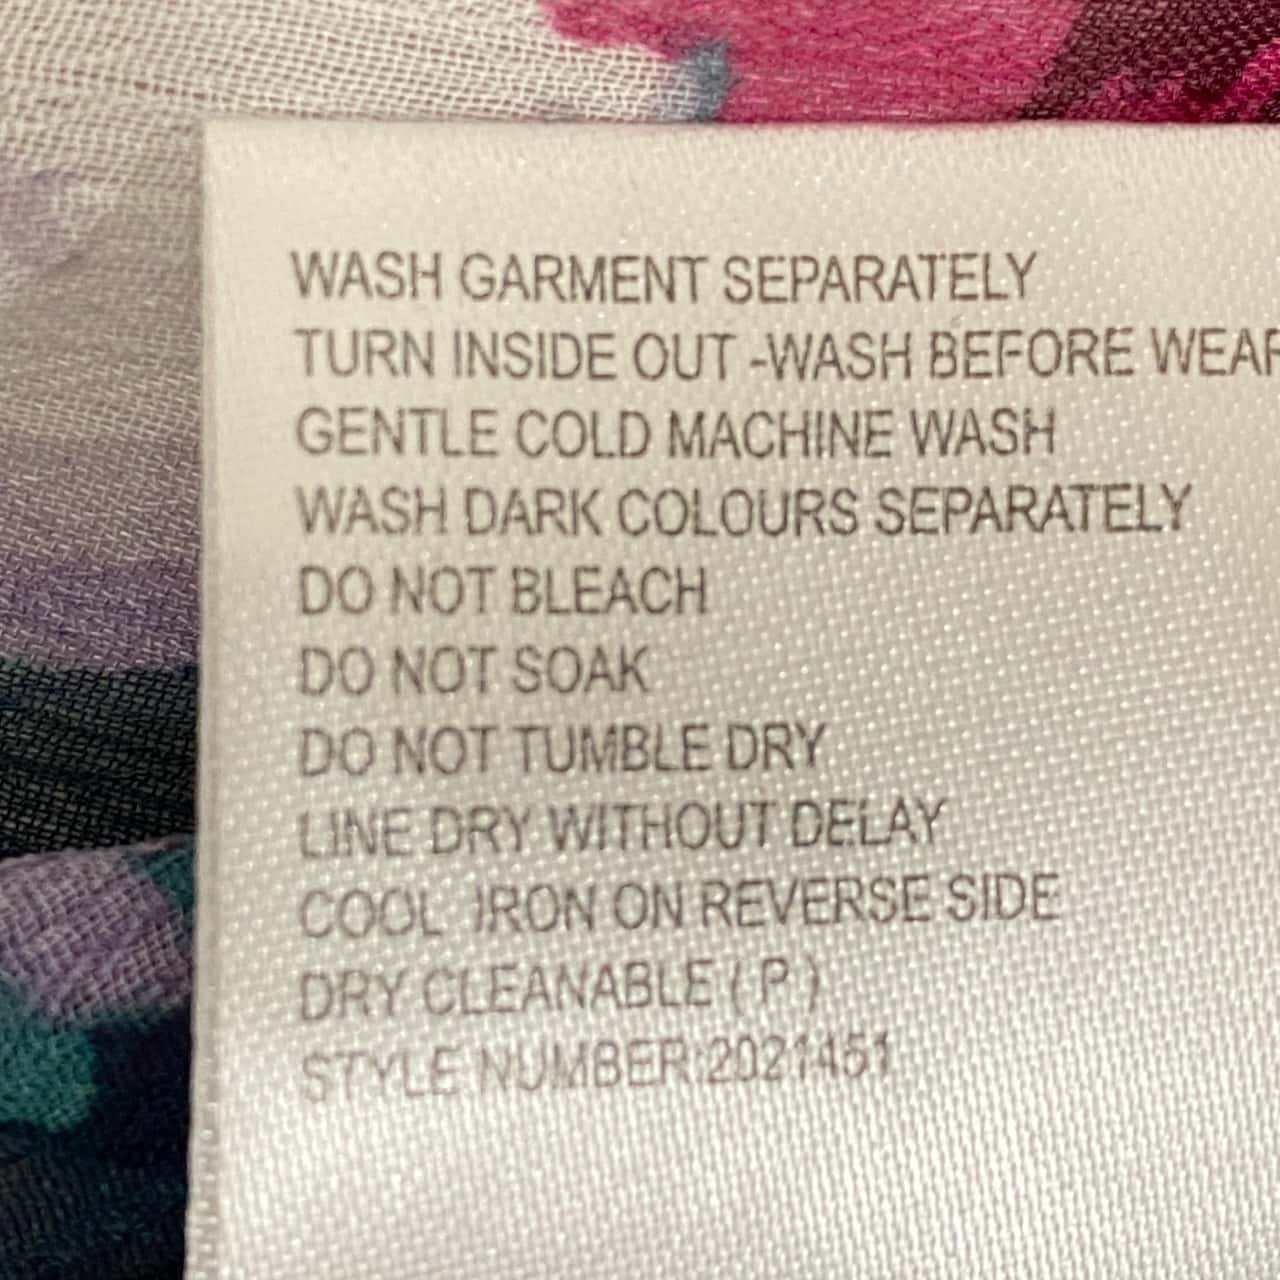 WASH GARMENT SEPARATELY
TURN INSIDE OUT -WASH BEFORE WEAR
GENTLE COLD MACHINE WASH
WASH DARK COLOURS SEPARATELY
DO NOT BLEACH
DO NOT SOAK
DO NOT TUMBLE DRY
LINE DRY WITHOUT DELAY
COOL IRON ON REVERSE SIDE
DRY CLEANABLE ( P )
STYLE NUMBER:2021451